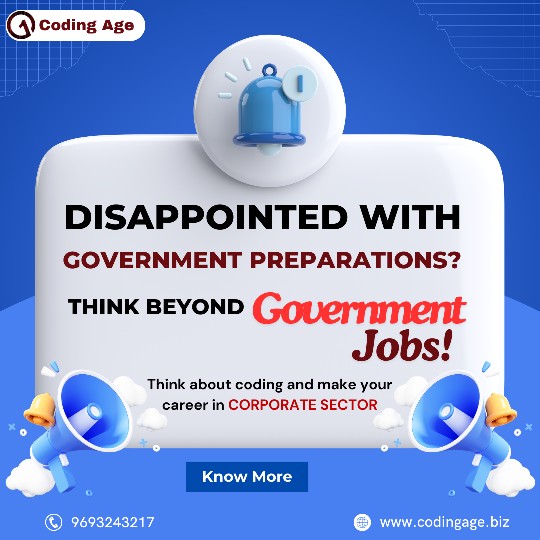 Coding Age
1
DISAPPOINTED WITH
GOVERNMENT PREPARATIONS?
THINK BEYOND Government
Jobs!
Think about coding and make your
career in CORPORATE SECTOR
Know More
9693243217
www.codingage.biz